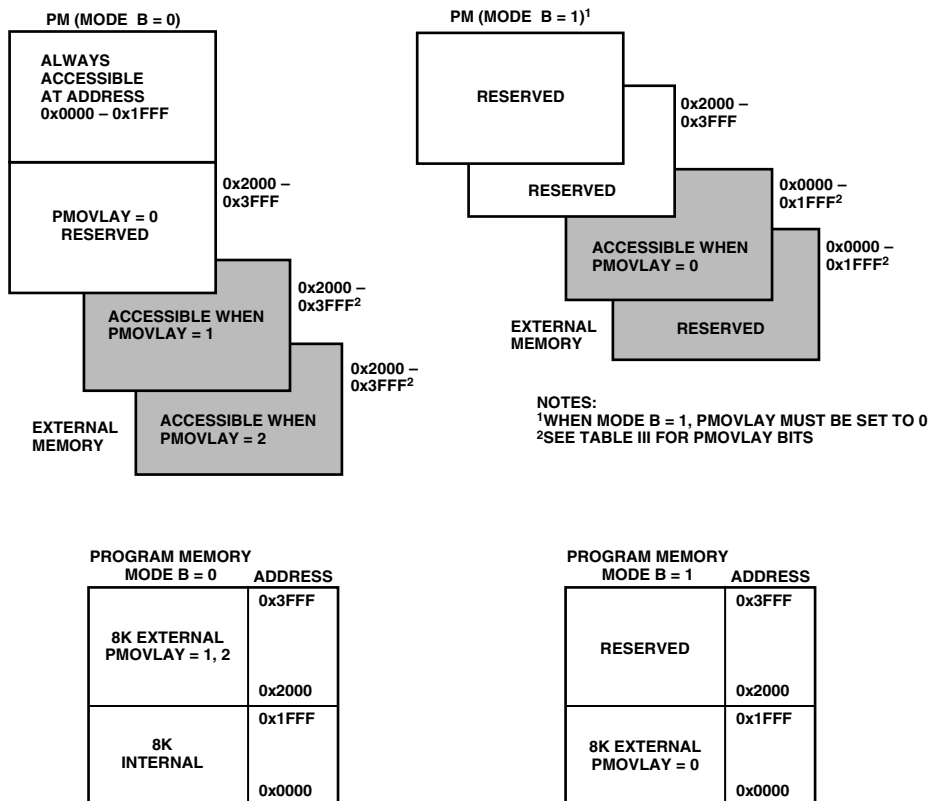 PM (MODE B = 0)
ALWAYS
ACCESSIBLE
AT ADDRESS
0x0000 – 0x1FFF
0x2000 –
0x3FFF
PMOVLAY = 0
RESERVED
0x2000 –
0x3FFF²
ACCESSIBLE WHEN
PMOVLAY = 1
0x2000 –
0x3FFF²
EXTERNAL
MEMORY
ACCESSIBLE WHEN
PMOVLAY = 2
PM (MODE B = 1)¹
RESERVED
0x2000 –
0x3FFF
RESERVED
0x0000 –
0x1FFF²
ACCESSIBLE WHEN
PMOVLAY = 0
0x0000 –
0x1FFF²
EXTERNAL
MEMORY
RESERVED
NOTES:
¹WHEN MODE B = 1, PMOVLAY MUST BE SET TO 0
²SEE TABLE III FOR PMOVLAY BITS
PROGRAM MEMORY
MODE B = 0 ADDRESS
0x3FFF
8K EXTERNAL
PMOVLAY = 1, 2
0x2000
0x1FFF
8K
INTERNAL
0x0000
PROGRAM MEMORY
MODE B = 1 ADDRESS
0x3FFF
RESERVED
0x2000
0x1FFF
8K EXTERNAL
PMOVLAY = 0
0x0000